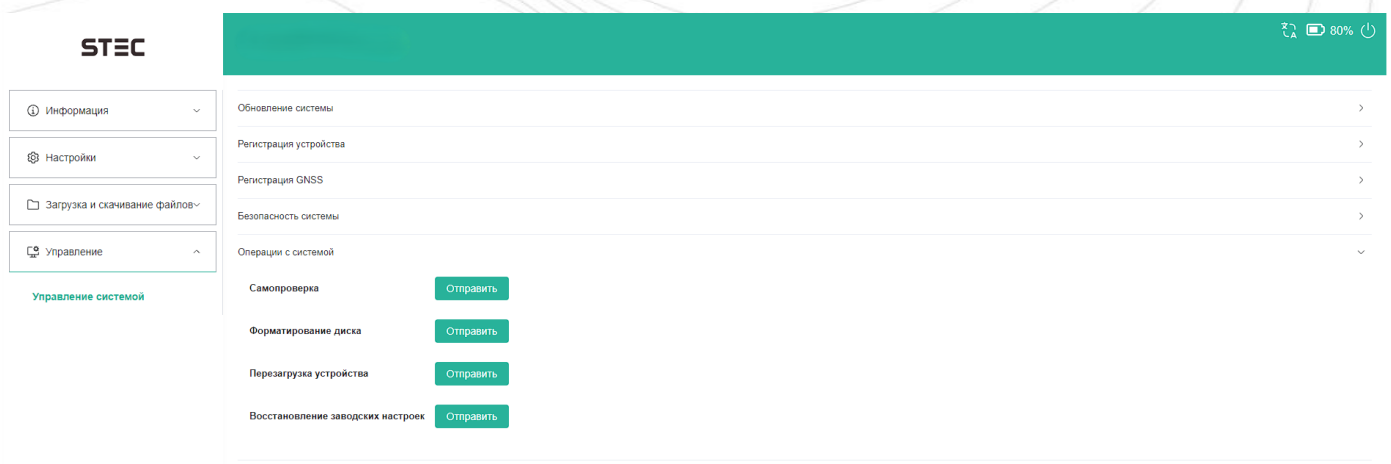 STEC
80%
Информация
Настройки
Загрузка и скачивание файлов
Управление
Управление системой
Обновление системы
Регистрация устройства
Регистрация GNSS
Безопасность системы
Операции с системой
Самопроверка Отправить
Форматирование диска Отправить
Перезагрузка устройства Отправить
Восстановление заводских настроек Отправить